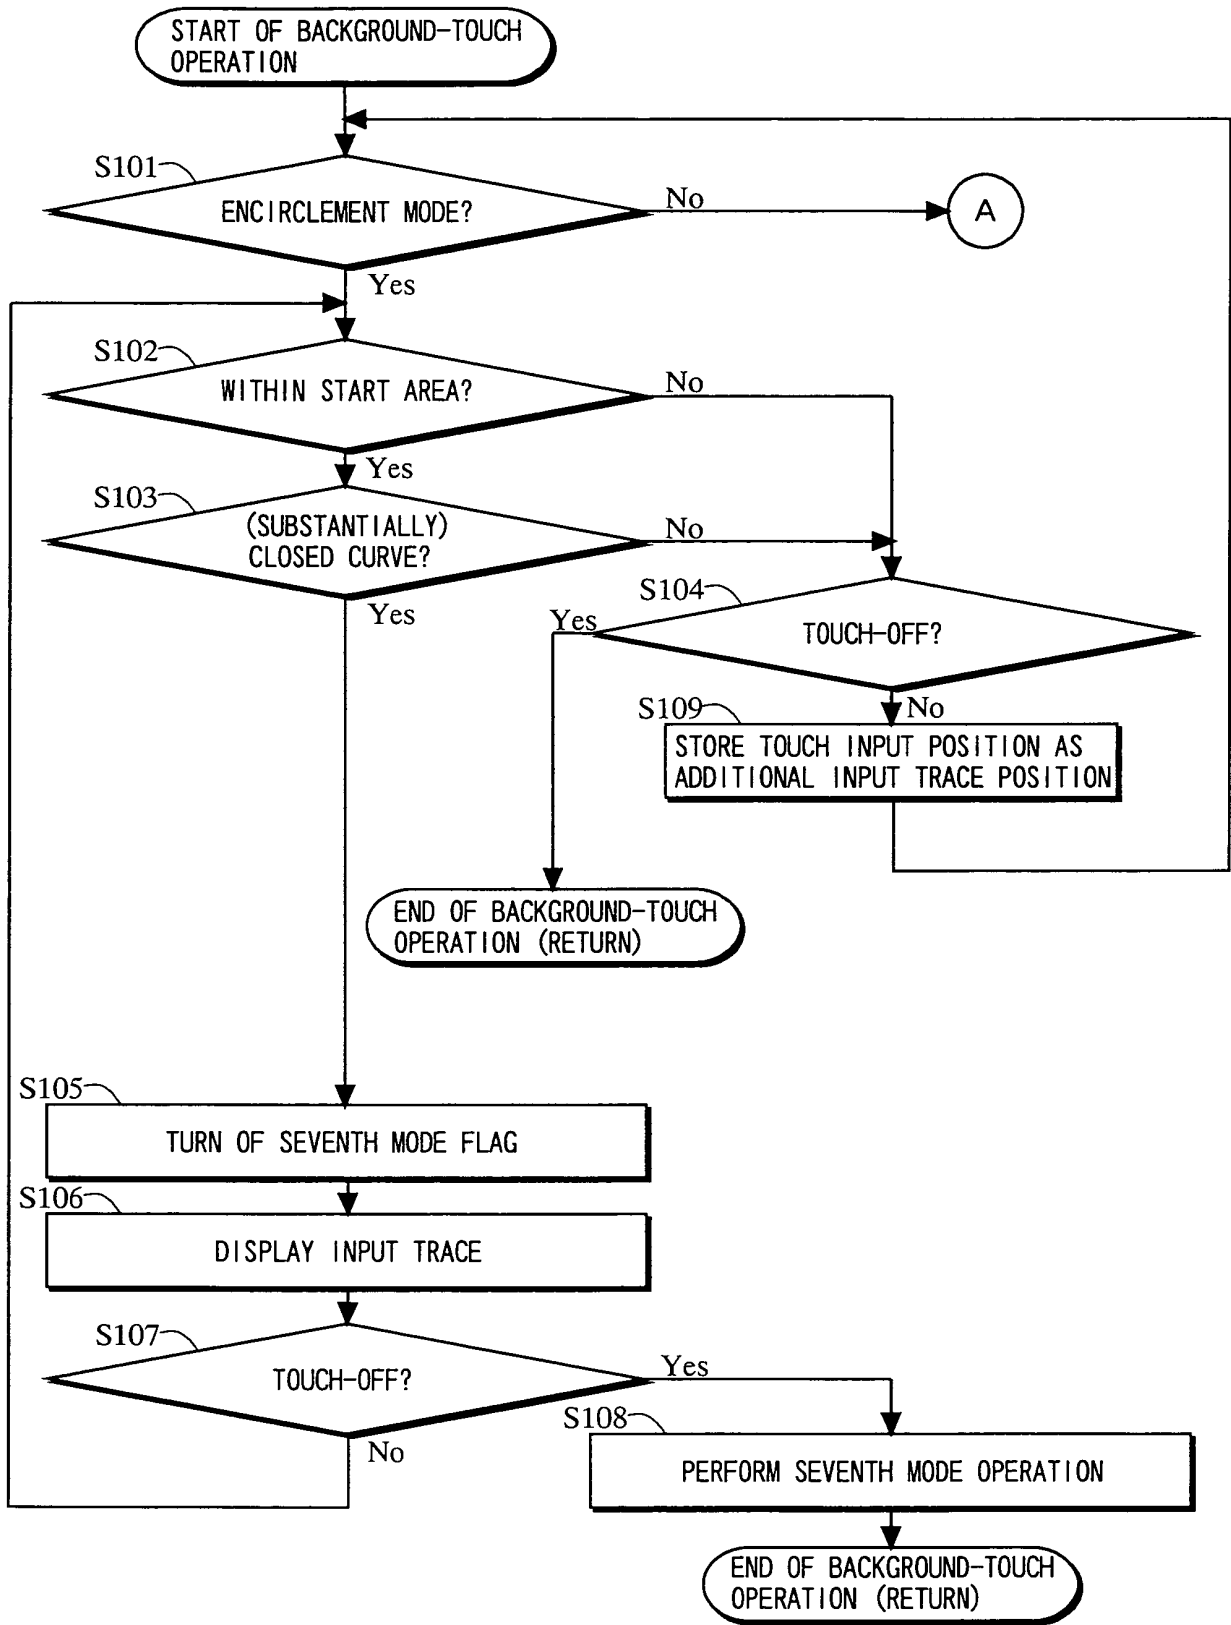 START OF BACKGROUND-TOUCH
OPERATION
S101
ENCIRCLEMENT MODE?
No
A
Yes
S102
WITHIN START AREA?
No
Yes
S103
(SUBSTANTIALLY)
CLOSED CURVE?
No
Yes
S104
TOUCH-OFF?
Yes
No
S109
STORE TOUCH INPUT POSITION AS
ADDITIONAL INPUT TRACE POSITION
END OF BACKGROUND-TOUCH
OPERATION (RETURN)
S105
TURN OF SEVENTH MODE FLAG
S106
DISPLAY INPUT TRACE
S107
TOUCH-OFF?
Yes
No
S108
PERFORM SEVENTH MODE OPERATION
END OF BACKGROUND-TOUCH
OPERATION (RETURN)